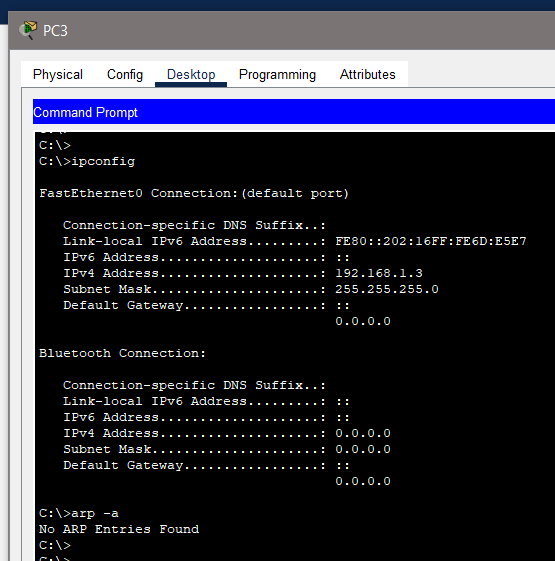 PC3
Physical Config Desktop Programming Attributes
Command Prompt
C:\>
C:\>
C:\>ipconfig
FastEthernet0 Connection:(default port)
Connection-specific DNS Suffix..:
Link-local IPv6 Address.........: FE80::202:16FF:FE6D:E5E7
IPv6 Address....................: ::
IPv4 Address....................: 192.168.1.3
Subnet Mask.....................: 255.255.255.0
Default Gateway.................: ::
0.0.0.0
Bluetooth Connection:
Connection-specific DNS Suffix..:
Link-local IPv6 Address.........: ::
IPv6 Address....................: ::
IPv4 Address....................: 0.0.0.0
Subnet Mask.....................: 0.0.0.0
Default Gateway.................: ::
0.0.0.0
C:\>arp -a
No ARP Entries Found
C:\>
C:\>